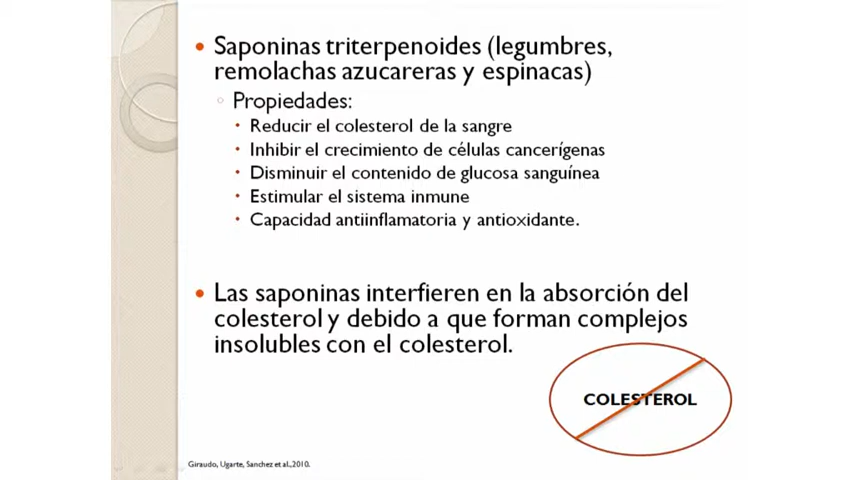 Saponinas triterpenoides (legumbres,
remolachas azucareras y espinacas)
Propiedades:
Reducir el colesterol de la sangre
Inhibir el crecimiento de células cancerígenas
Disminuir el contenido de glucosa sanguínea
Estimular el sistema inmune
Capacidad antiinflamatoria y antioxidante.
Las saponinas interfieren en la absorción del
colesterol y debido a que forman complejos
insolubles con el colesterol.
COLESTEROL
Giraudo, Ugarte, Sanchez et al.,2010.